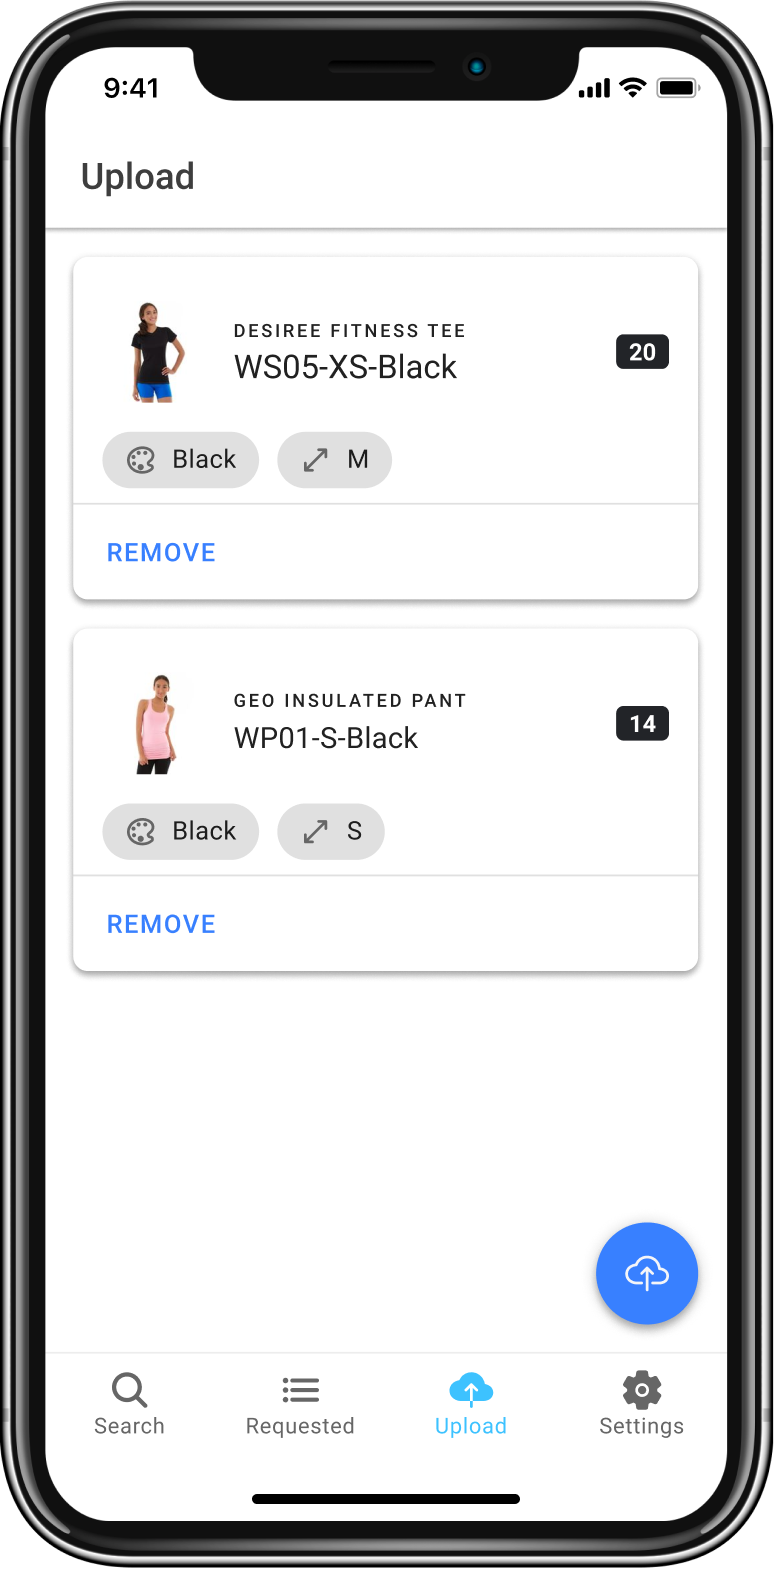 9:41
Upload
DESIREE FITNESS TEE
WS05-XS-Black
20
Black
M
REMOVE
GEO INSULATED PANT
WP01-S-Black
14
Black
S
REMOVE
Search
Requested
Upload
Settings